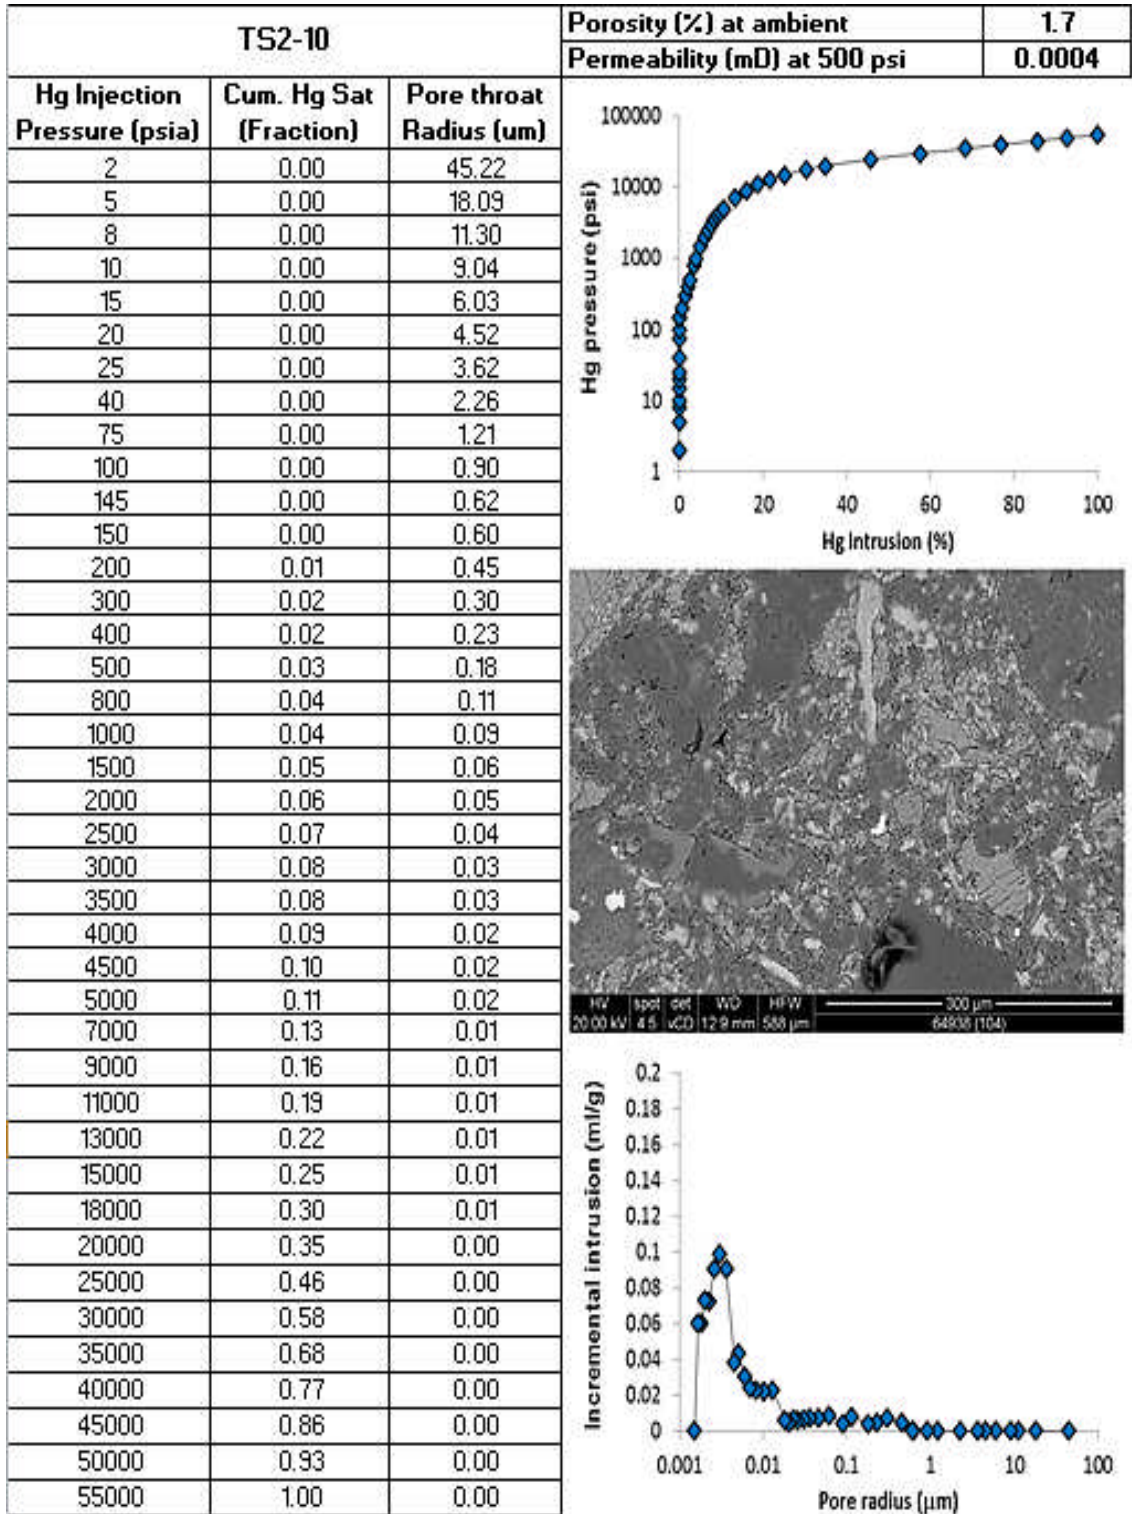 TS2-10
Porosity (%) at ambient 1.7
Permeability (mD) at 500 psi 0.0004
Hg Injection Pressure (psia) Cum. Hg Sat (Fraction) Pore throat Radius (um)
2 0.00 45.22
5 0.00 18.09
8 0.00 11.30
10 0.00 9.04
15 0.00 6.03
20 0.00 4.52
25 0.00 3.62
40 0.00 2.26
75 0.00 1.21
100 0.00 0.90
145 0.00 0.62
150 0.00 0.60
200 0.01 0.45
300 0.02 0.30
400 0.02 0.23
500 0.03 0.18
800 0.04 0.11
1000 0.04 0.09
1500 0.05 0.06
2000 0.06 0.05
2500 0.07 0.04
3000 0.08 0.03
3500 0.08 0.03
4000 0.09 0.02
4500 0.10 0.02
5000 0.11 0.02
7000 0.13 0.01
9000 0.16 0.01
11000 0.19 0.01
13000 0.22 0.01
15000 0.25 0.01
18000 0.30 0.01
20000 0.35 0.00
25000 0.46 0.00
30000 0.58 0.00
35000 0.68 0.00
40000 0.77 0.00
45000 0.86 0.00
50000 0.93 0.00
55000 1.00 0.00
Hg pressure (psi)
100000
10000
1000
100
10
1
0 20 40 60 80 100
Hg Intrusion (%)
HV spot det WD HFW 300 µm
20.00 kV 4.5 vCD 12.9 mm 588 µm 64938 (104)
Incremental intrusion (ml/g)
0.2
0.18
0.16
0.14
0.12
0.1
0.08
0.06
0.04
0.02
0
0.001 0.01 0.1 1 10 100
Pore radius (µm)